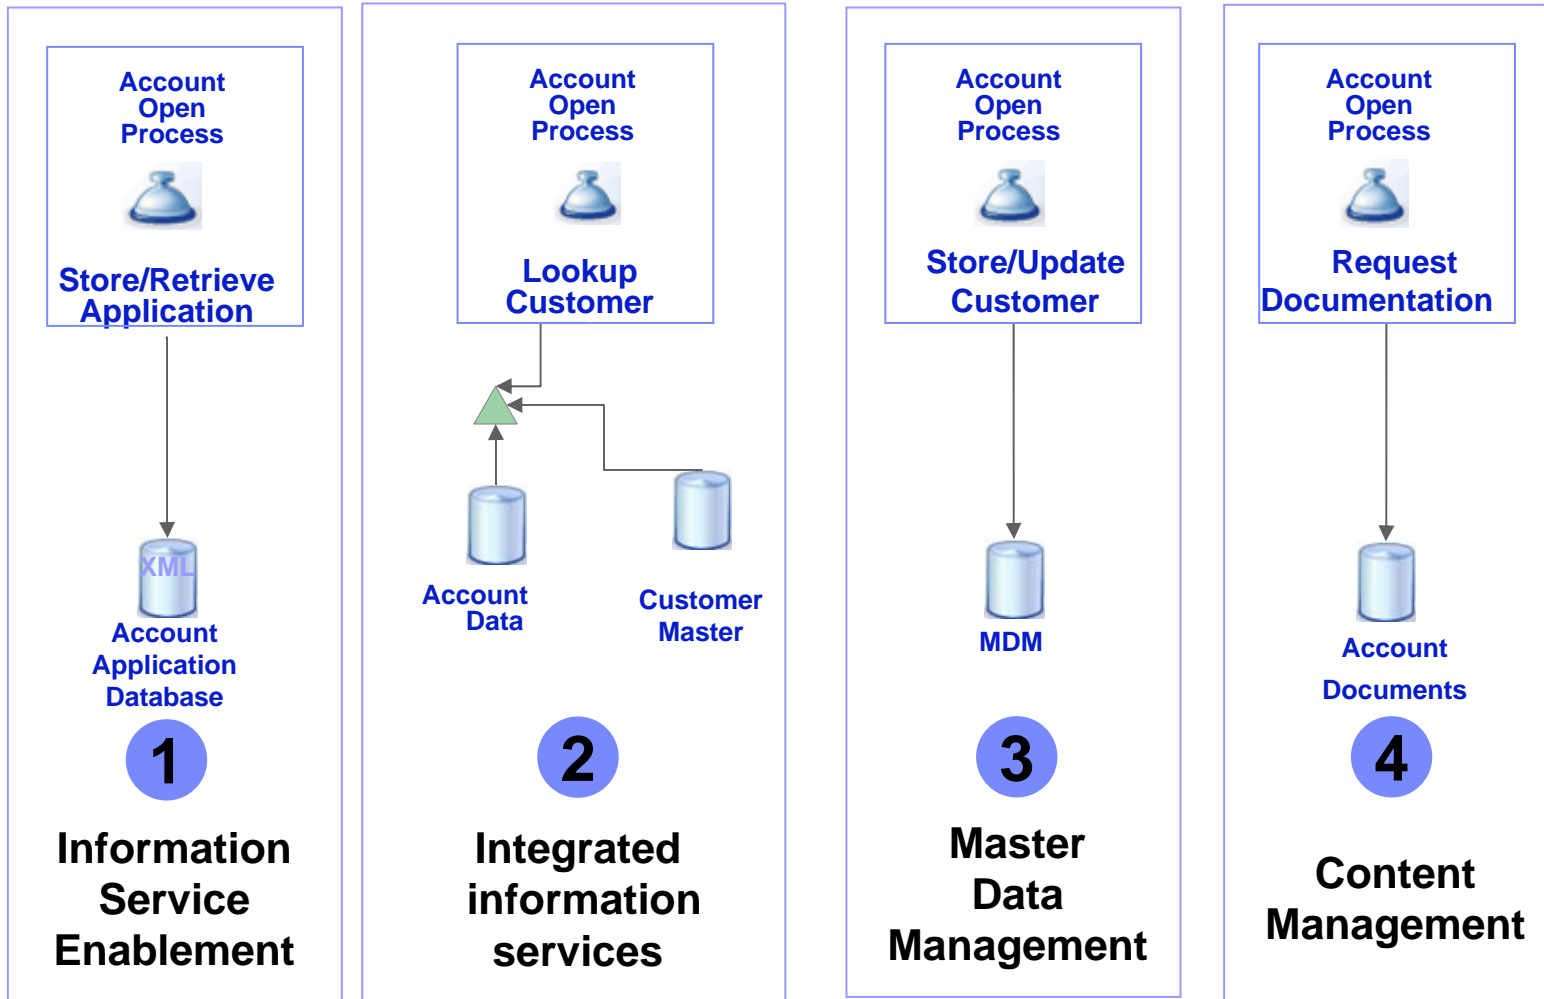 Account
Open
Process
Store/Retrieve
Application
XML
Account
Application
Database
1
Information
Service
Enablement
Account
Open
Process
Lookup
Customer
Account
Data
Customer
Master
2
Integrated
information
services
Account
Open
Process
Store/Update
Customer
MDM
3
Master
Data
Management
Account
Open
Process
Request
Documentation
Account
Documents
4
Content
Management